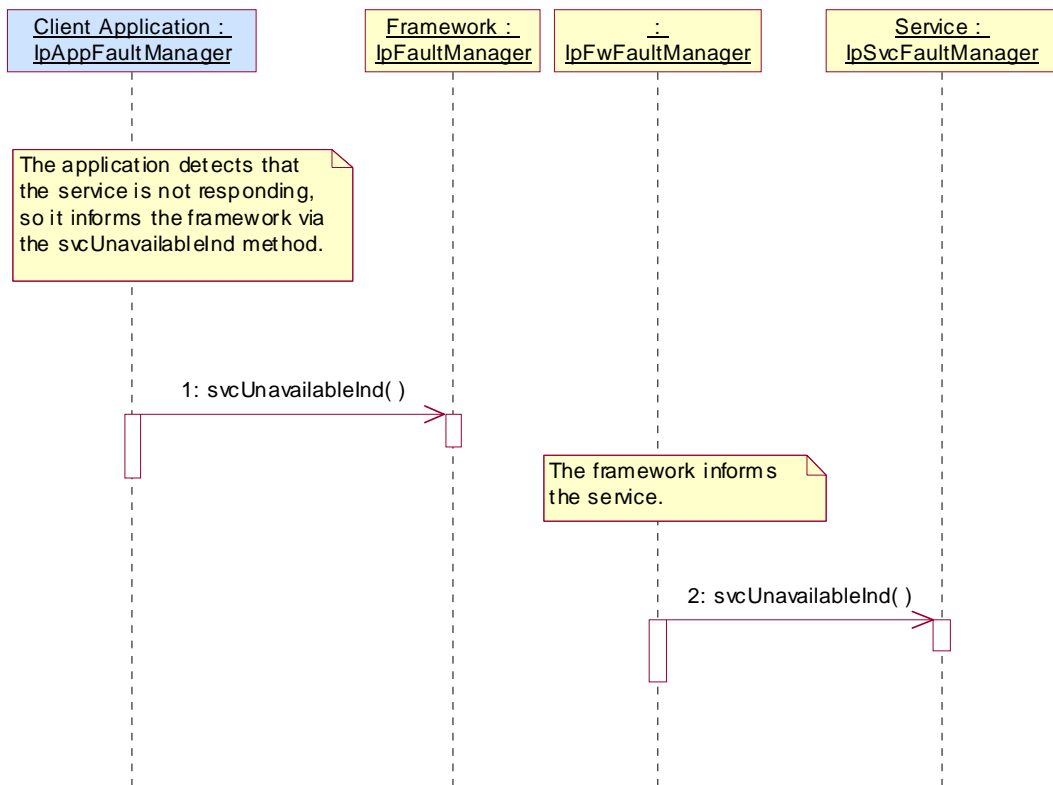 Client Application :
IpAppFaultManager
Framework :
IpFaultManager
:
IpFwFaultManager
Service :
IpSvcFaultManager
The application detects that
the service is not responding,
so it informs the framework via
the svcUnavailableInd method.
1: svcUnavailableInd( )
The framework informs
the service.
2: svcUnavailableInd( )